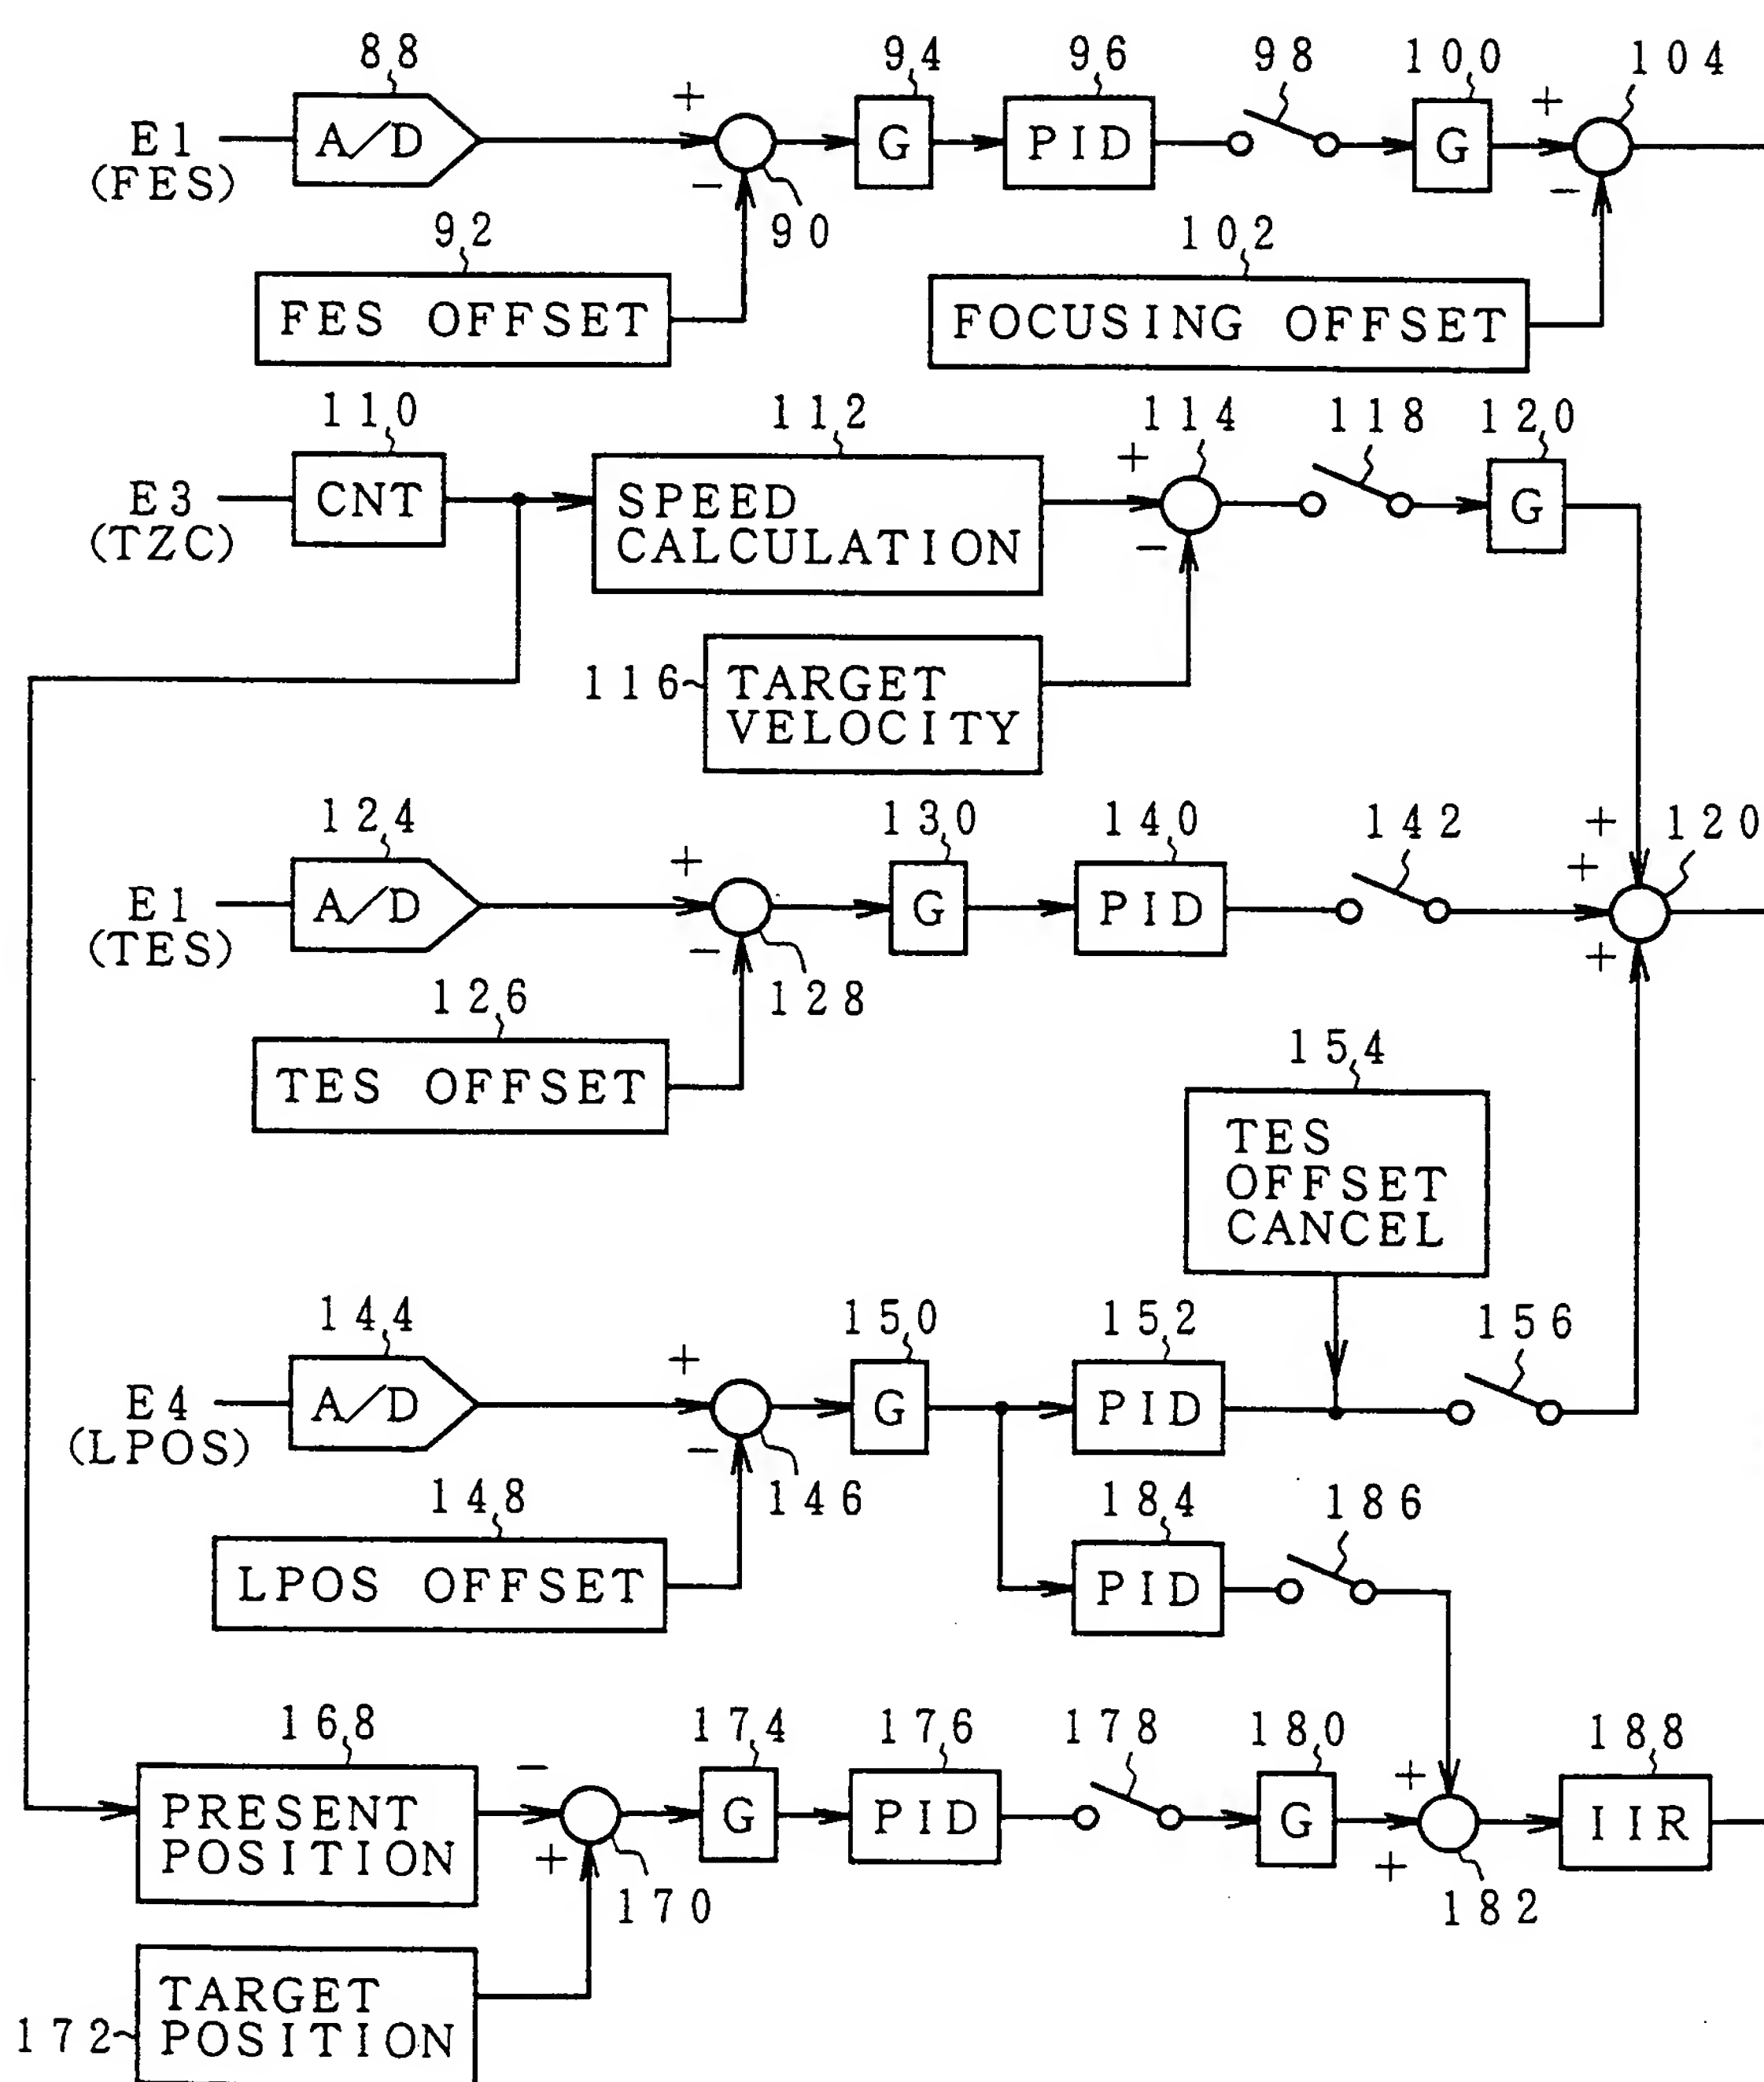 88
94
96
98
100
104
E1
(FES)
A/D
+
−
90
G
PID
G
+
−
92
FES OFFSET
102
FOCUSING OFFSET
110
112
114
118
120
E3
(TZC)
CNT
SPEED
CALCULATION
+
−
G
116
TARGET
VELOCITY
124
130
140
142
+
120
E1
(TES)
A/D
+
−
128
G
PID
+
+
126
TES OFFSET
154
TES
OFFSET
CANCEL
144
150
152
156
E4
(LPOS)
A/D
+
−
146
G
PID
148
LPOS OFFSET
184
186
PID
168
174
176
178
180
188
PRESENT
POSITION
−
+
170
G
PID
G
+
+
182
IIR
172
TARGET
POSITION